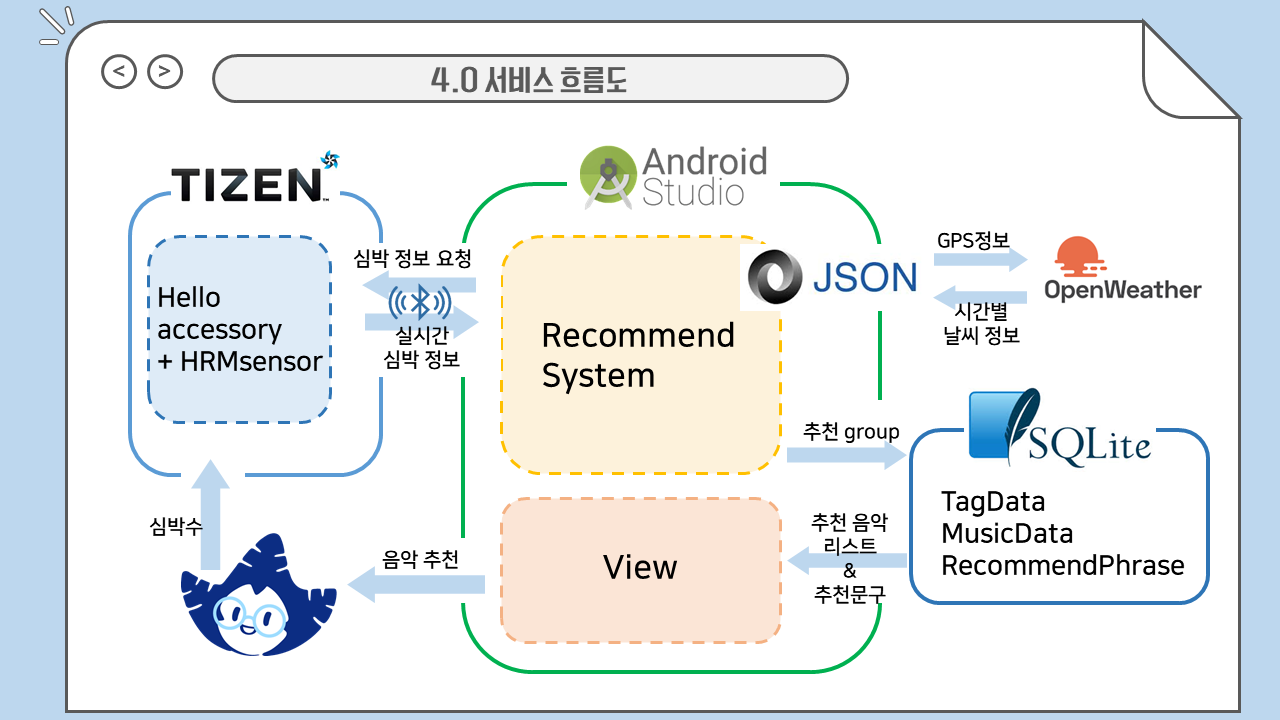 < >
4.0 서비스 흐름도
TIZEN™
Android
Studio
Hello
accessory
+ HRMsensor
심박 정보 요청
실시간
심박 정보
Recommend
System
JSON
GPS정보
OpenWeather
시간별
날씨 정보
추천 group
SQLite
TagData
MusicData
RecommendPhrase
추천 음악
리스트
&
추천문구
View
음악 추천
심박수